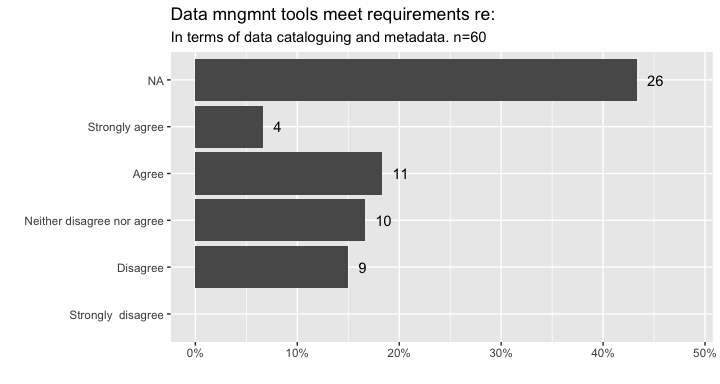 Data mngmnt tools meet requirements re:
In terms of data cataloguing and metadata. n=60
NA 26
Strongly agree 4
Agree 11
Neither disagree nor agree 10
Disagree 9
Strongly  disagree
0% 10% 20% 30% 40% 50%